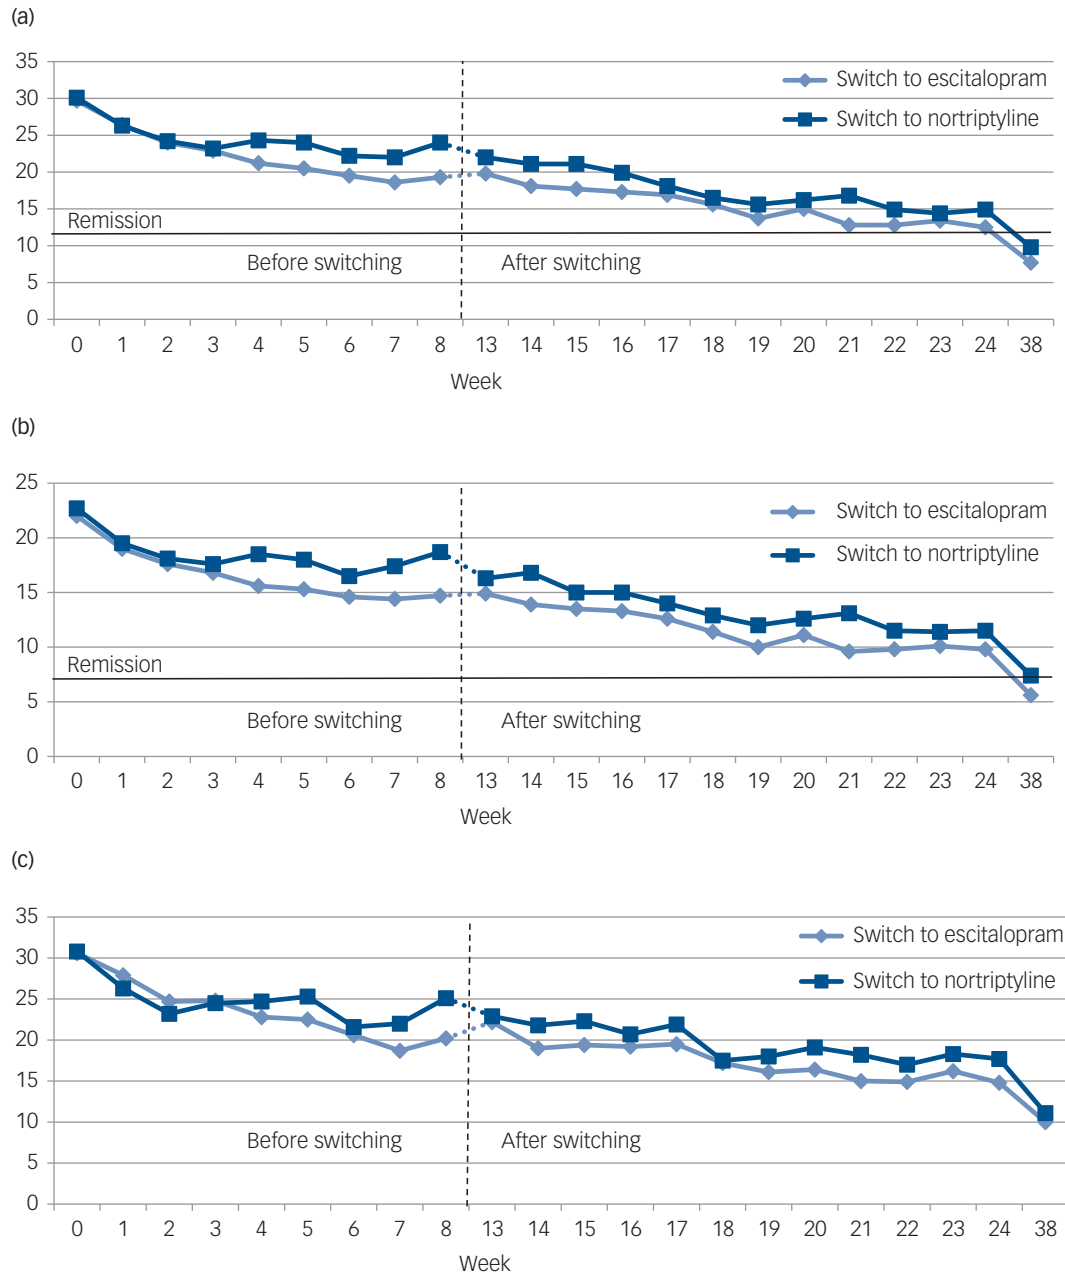 (a)
35
30
25
20
15
10
5
0
Switch to escitalopram
Switch to nortriptyline
Remission
Before switching After switching
0 1 2 3 4 5 6 7 8 13 14 15 16 17 18 19 20 21 22 23 24 38
Week
(b)
25
20
15
10
5
0
Switch to escitalopram
Switch to nortriptyline
Remission
Before switching After switching
0 1 2 3 4 5 6 7 8 13 14 15 16 17 18 19 20 21 22 23 24 38
Week
(c)
35
30
25
20
15
10
5
0
Switch to escitalopram
Switch to nortriptyline
Before switching After switching
0 1 2 3 4 5 6 7 8 13 14 15 16 17 18 19 20 21 22 23 24 38
Week